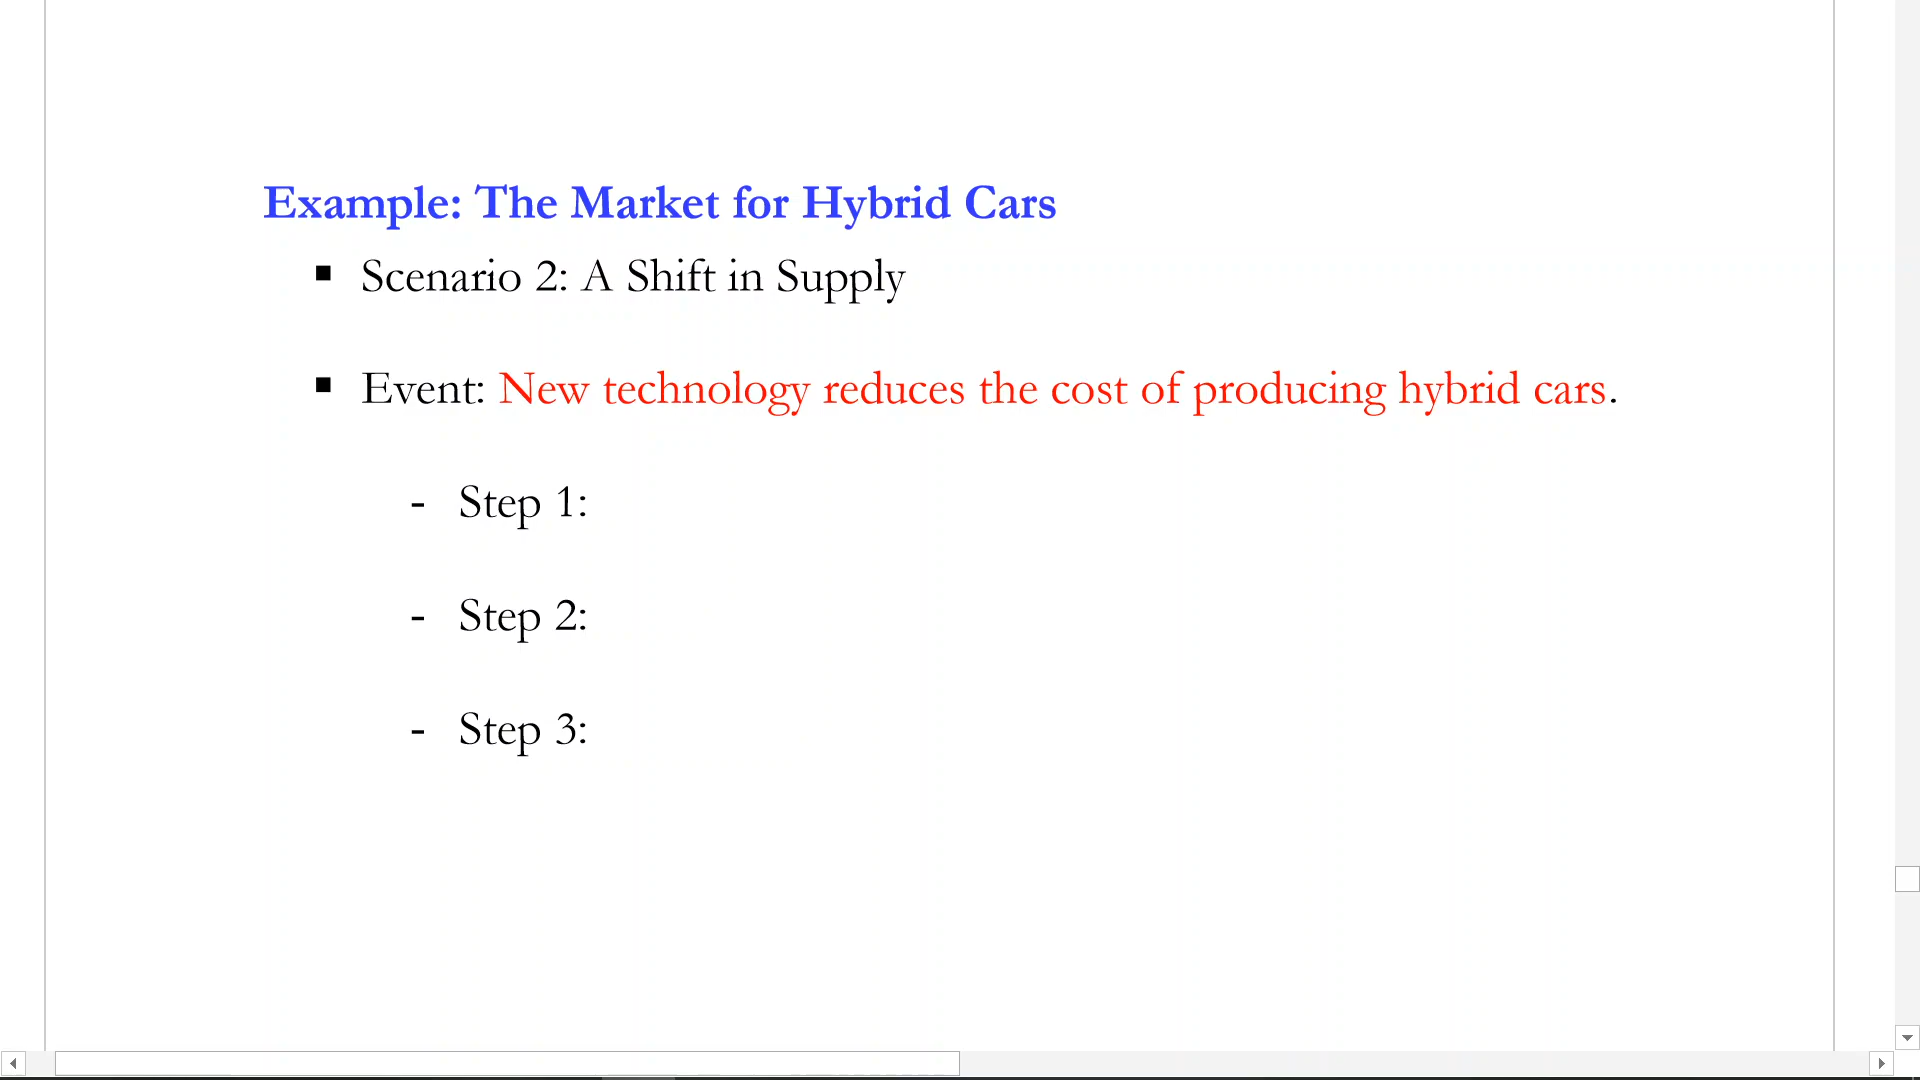 Example: The Market for Hybrid Cars
▪ Scenario 2: A Shift in Supply
▪ Event: New technology reduces the cost of producing hybrid cars.
- Step 1:
- Step 2:
- Step 3: